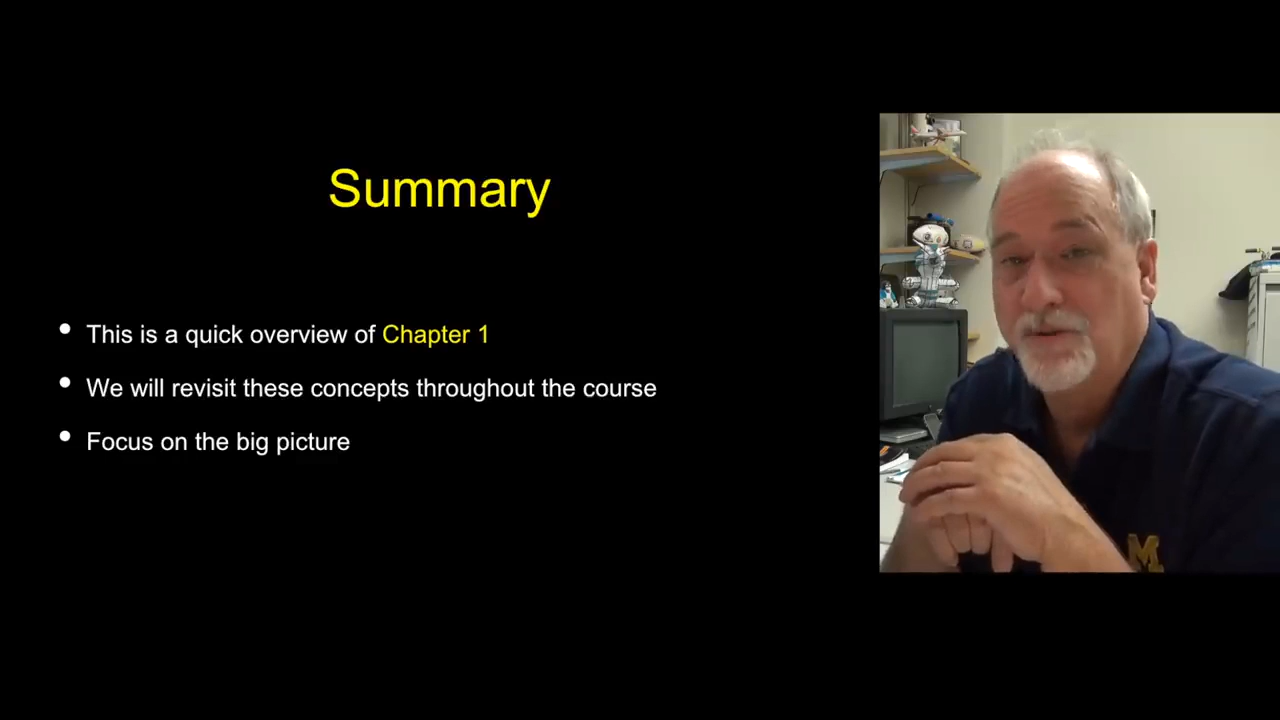 Summary
• This is a quick overview of Chapter 1
• We will revisit these concepts throughout the course
• Focus on the big picture
M